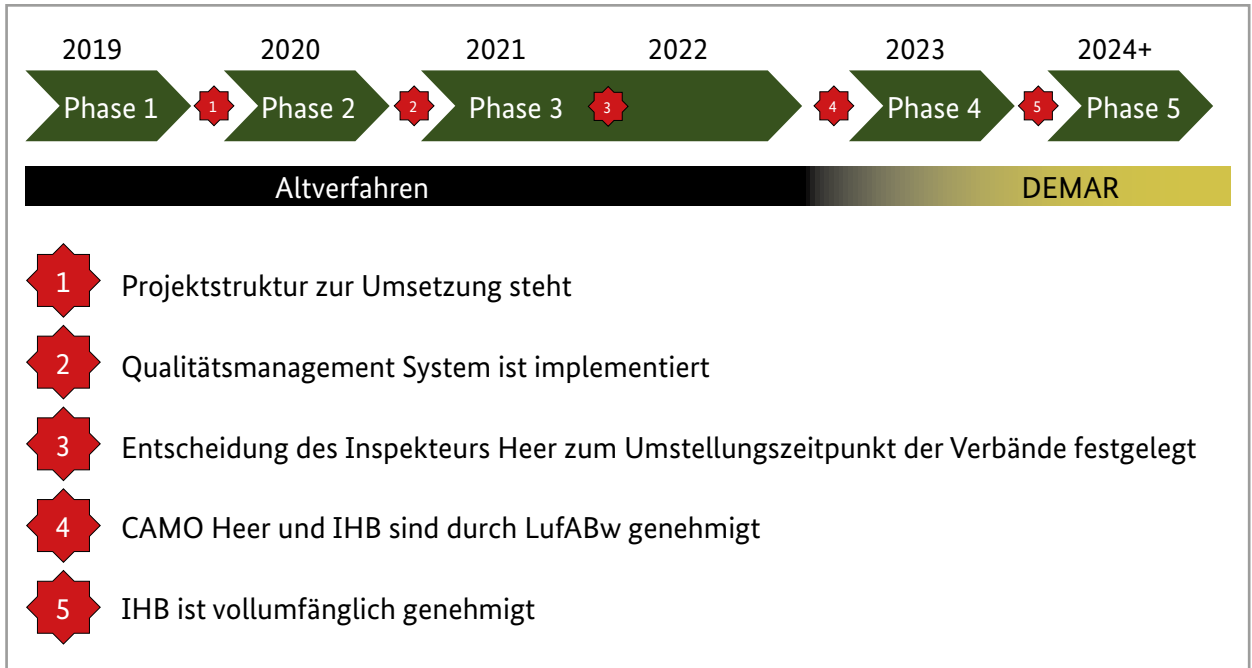 2019 2020 2021 2022 2023 2024+
Phase 1 1 Phase 2 2 Phase 3 3 4 Phase 4 5 Phase 5
Altverfahren DEMAR
1 Projektstruktur zur Umsetzung steht
2 Qualitätsmanagement System ist implementiert
3 Entscheidung des Inspekteurs Heer zum Umstellungszeitpunkt der Verbände festgelegt
4 CAMO Heer und IHB sind durch LufABw genehmigt
5 IHB ist vollumfänglich genehmigt